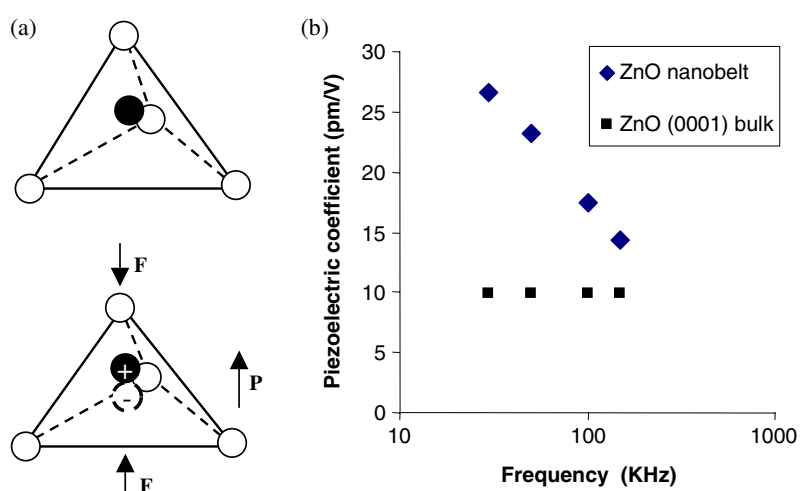 (a)
F
+
-
P
F
(b)
Piezoelectric coefficient (pm/V)
30
25
20
15
10
5
0
10
100
1000
Frequency (KHz)
ZnO nanobelt
ZnO (0001) bulk